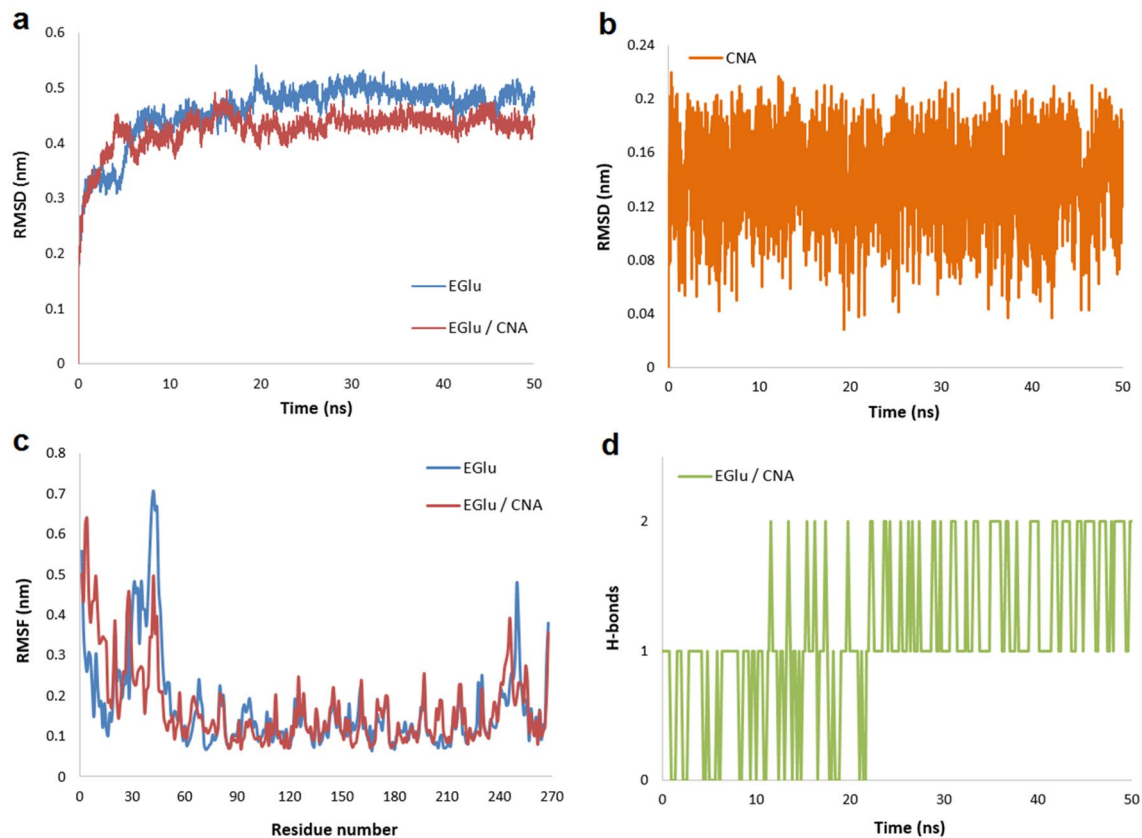 a
0.6
0.5
0.4
0.3
0.2
0.1
0
RMSD (nm)
EGlu
EGlu / CNA
0 10 20 30 40 50
Time (ns)
b
CNA
0.24
0.2
0.16
0.12
0.08
0.04
0
RMSD (nm)
0 10 20 30 40 50
Time (ns)
c
0.8
0.7
0.6
0.5
0.4
0.3
0.2
0.1
0
RMSF (nm)
EGlu
EGlu / CNA
0 30 60 90 120 150 180 210 240 270
Residue number
d
EGlu / CNA
2
1
0
H-bonds
0 10 20 30 40 50
Time (ns)